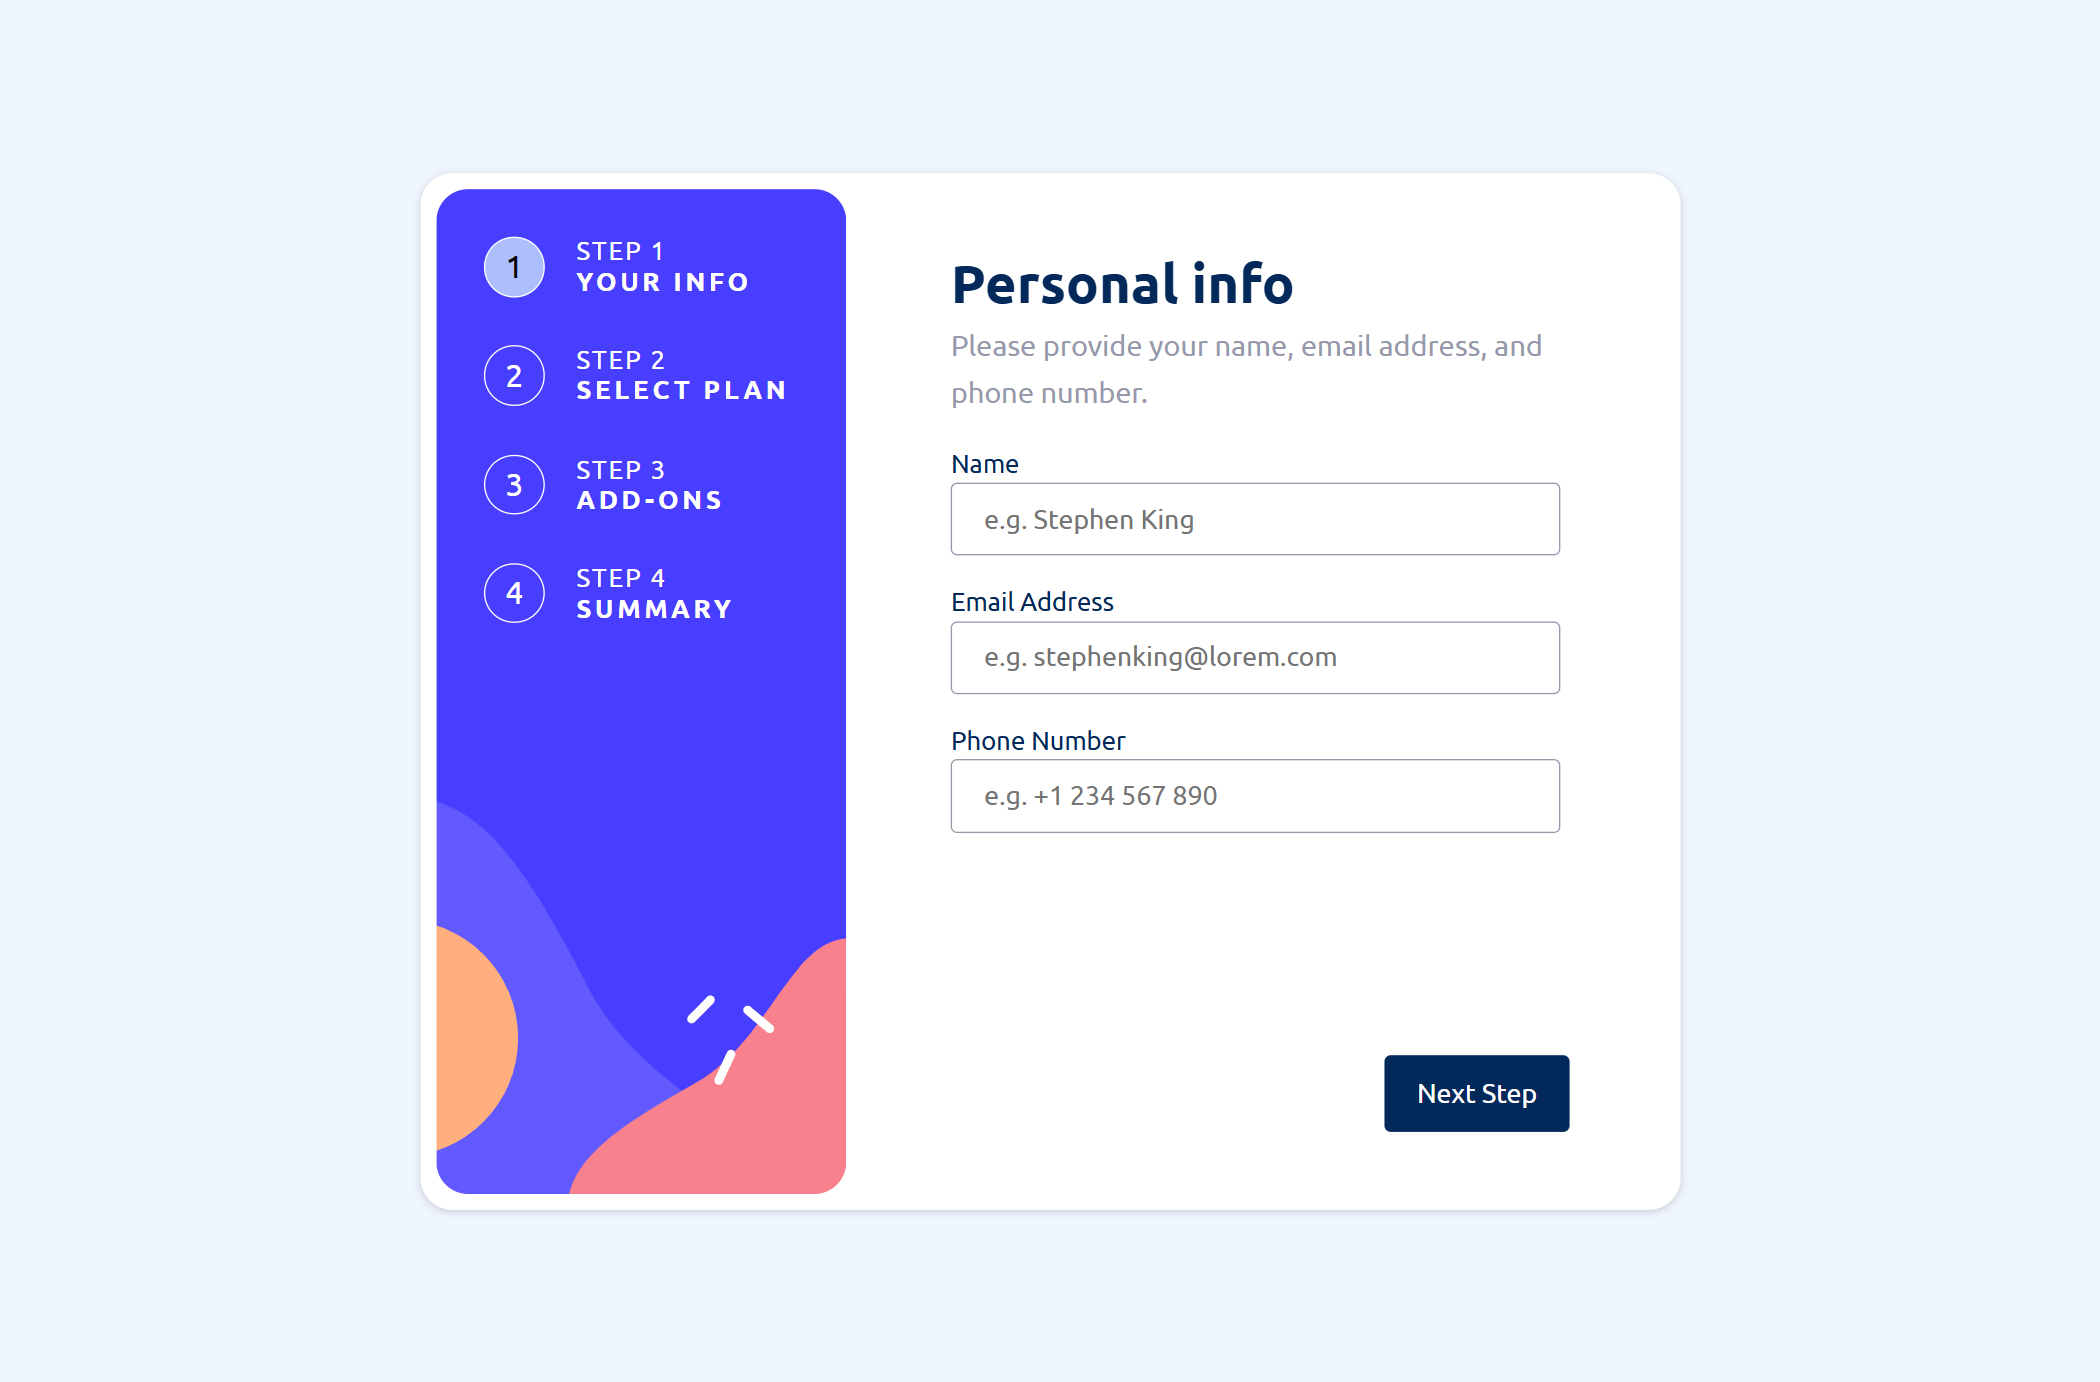 1
STEP 1
YOUR INFO
2
STEP 2
SELECT PLAN
3
STEP 3
ADD-ONS
4
STEP 4
SUMMARY
Personal info
Please provide your name, email address, and
phone number.
Name
e.g. Stephen King
Email Address
e.g. stephenking@lorem.com
Phone Number
e.g. +1 234 567 890
Next Step